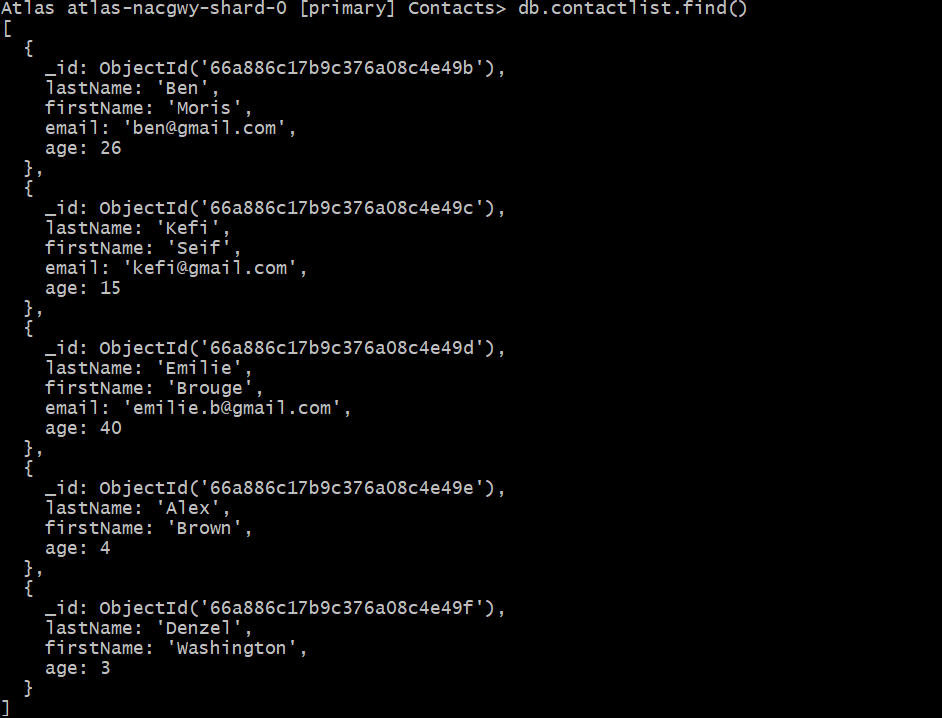 Atlas atlas-nacgwy-shard-0 [primary] Contacts> db.contactlist.find()
[
  {
    _id: ObjectId('66a886c17b9c376a08c4e49b'),
    lastName: 'Ben',
    firstName: 'Moris',
    email: 'ben@gmail.com',
    age: 26
  },
  {
    _id: ObjectId('66a886c17b9c376a08c4e49c'),
    lastName: 'Kefi',
    firstName: 'Seif',
    email: 'kefi@gmail.com',
    age: 15
  },
  {
    _id: ObjectId('66a886c17b9c376a08c4e49d'),
    lastName: 'Emilie',
    firstName: 'Brouge',
    email: 'emilie.b@gmail.com',
    age: 40
  },
  {
    _id: ObjectId('66a886c17b9c376a08c4e49e'),
    lastName: 'Alex',
    firstName: 'Brown',
    age: 4
  },
  {
    _id: ObjectId('66a886c17b9c376a08c4e49f'),
    lastName: 'Denzel',
    firstName: 'Washington',
    age: 3
  }
]